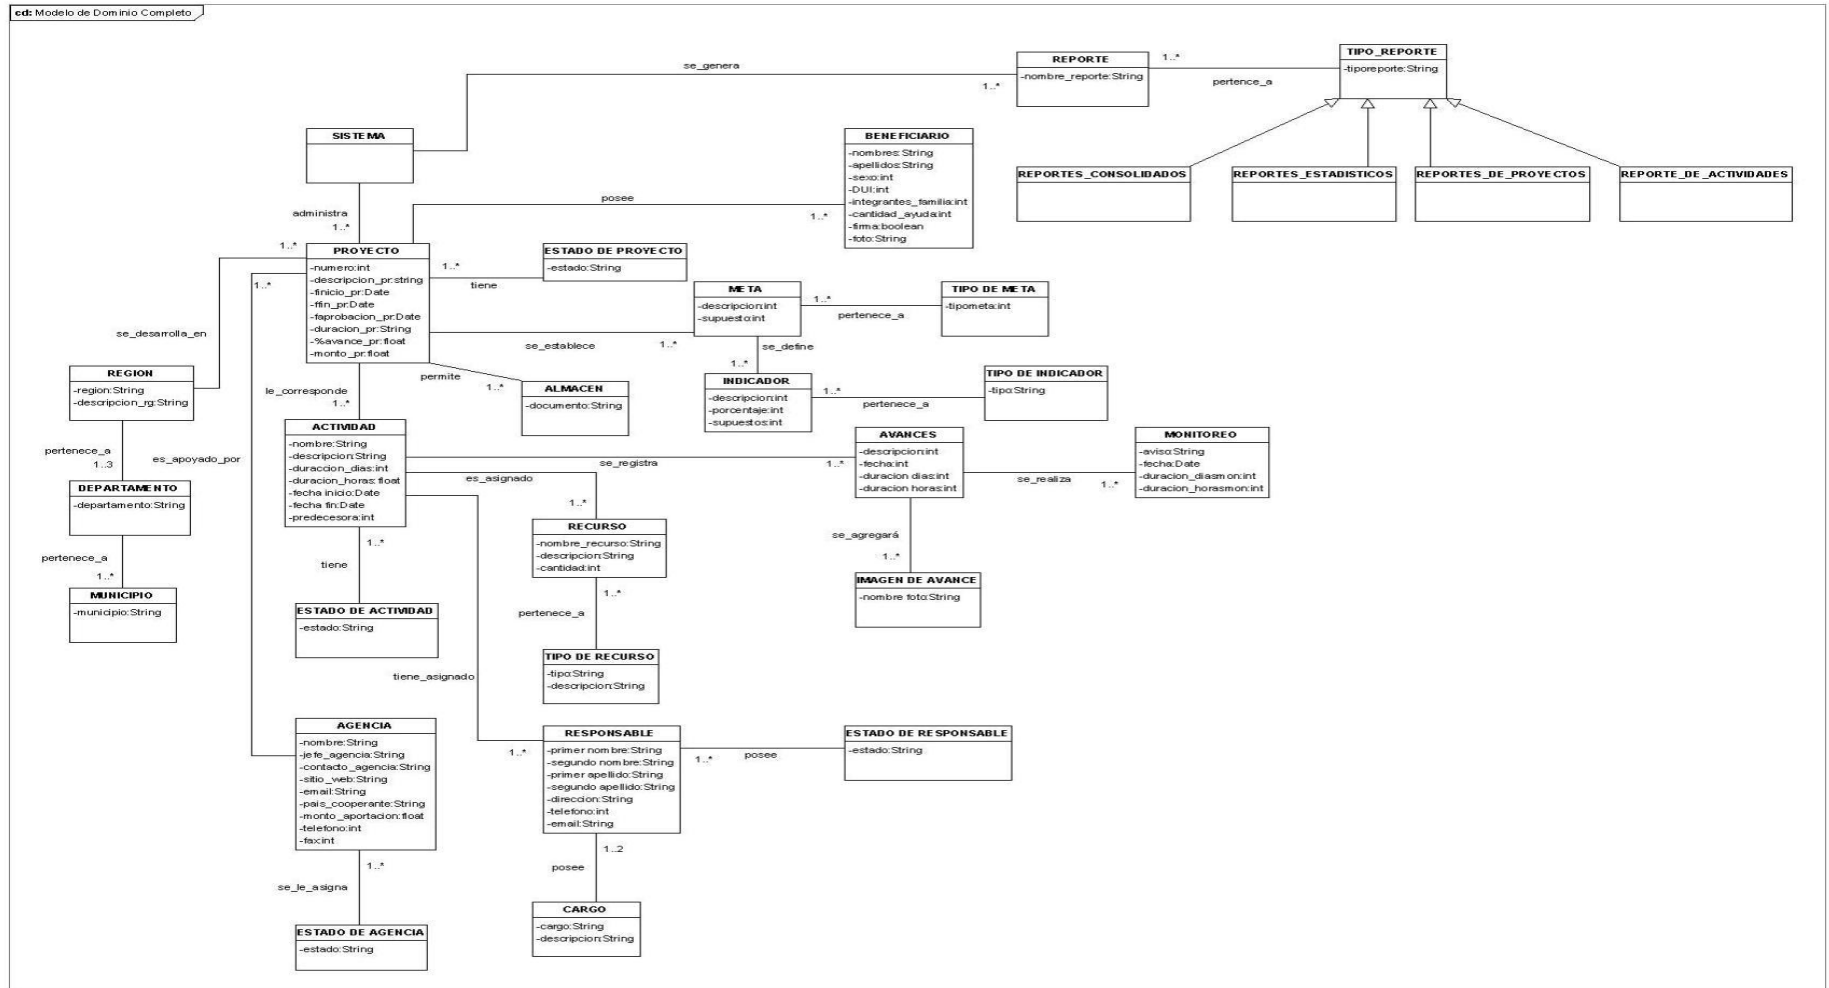 cd: Modelo de Dominio Completo
se_genera
1..*
REPORTE
-nombre_reporte:String
1..*
pertence_a
TIPO_REPORTE
-tiporeporte:String
REPORTES_CONSOLIDADOS
REPORTES_ESTADISTICOS
REPORTES_DE_PROYECTOS
REPORTE_DE_ACTIVIDADES
SISTEMA
administra
1..*
posee
1..*
BENEFICIARIO
-nombres:String
-apellidos:String
-sexo:int
-DUI:int
-integrantes_familia:int
-cantidad_ayuda:int
-firma:boolean
-foto:String
1..*
PROYECTO
-numero:int
-descripcion_pr:string
-finicio_pr:Date
-ffin_pr:Date
-faprobacion_pr:Date
-duracion_pr:String
-%avance_pr:float
-monto_pr:float
1..*
1..*
tiene
ESTADO DE PROYECTO
-estado:String
se_establece
1..*
META
-descripcion:int
-supuesto:int
1..*
pertenece_a
TIPO DE META
-tipometa:int
se_define
1..*
INDICADOR
-descripcion:int
-porcentaje:int
-supuestos:int
1..*
pertenece_a
TIPO DE INDICADOR
-tipo:String
permite
1..*
ALMACEN
-documento:String
se_desarrolla_en
REGION
-region:String
-descripcion_rg:String
pertenece_a
1..3
DEPARTAMENTO
-departamento:String
pertenece_a
1..*
MUNICIPIO
-municipio:String
es_apoyado_por
le_corresponde
1..*
ACTIVIDAD
-nombre:String
-descripcion:String
-duraccion_dias:int
-duracion_horas:float
-fecha inicio:Date
-fecha fin:Date
-predecesora:int
1..*
tiene
ESTADO DE ACTIVIDAD
-estado:String
se_registra
1..*
AVANCES
-descripcion:int
-fecha:int
-duracion dias:int
-duracion horas:int
se_realiza
1..*
MONITOREO
-aviso:String
-fecha:Date
-duracion_diasmon:int
-duracion_horasmon:int
se_agregará
1..*
IMAGEN DE AVANCE
-nombre foto:String
es_asignado
1..*
RECURSO
-nombre_recurso:String
-descripcion:String
-cantidad:int
1..*
pertenece_a
TIPO DE RECURSO
-tipo:String
-descripcion:String
tiene_asignado
1..*
RESPONSABLE
-primer nombre:String
-segundo nombre:String
-primer apellido:String
-segundo apellido:String
-direccion:String
-telefono:int
-email:String
1..*
posee
ESTADO DE RESPONSABLE
-estado:String
1..2
posee
CARGO
-cargo:String
-descripcion:String
AGENCIA
-nombre:String
-jefe_agencia:String
-contacto_agencia:String
-sitio_web:String
-email:String
-pais_cooperante:String
-monto_aportacion:float
-telefono:int
-fax:int
1..*
se_le_asigna
ESTADO DE AGENCIA
-estado:String